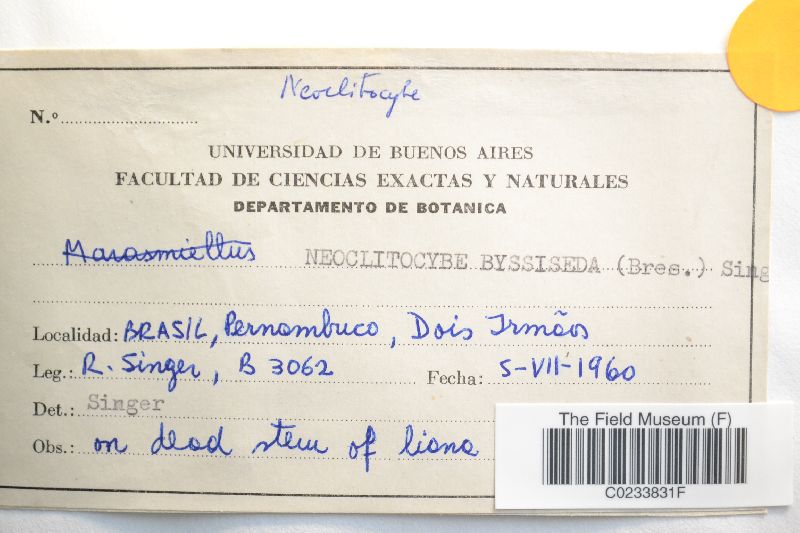 Neoclitocybe
N.º
UNIVERSIDAD DE BUENOS AIRES
FACULTAD DE CIENCIAS EXACTAS Y NATURALES
DEPARTAMENTO DE BOTANICA
Marasmiellus NEOCLITOCYBE BYSSISEDA (Bres.) Sing
Localidad: BRASIL, Pernambuco, Dois Irmãos
Leg.: R. Singer, B 3062 Fecha: 5-VII-1960
Det.: Singer
Obs.: on dead stem of liana
The Field Museum (F)
C0233831F